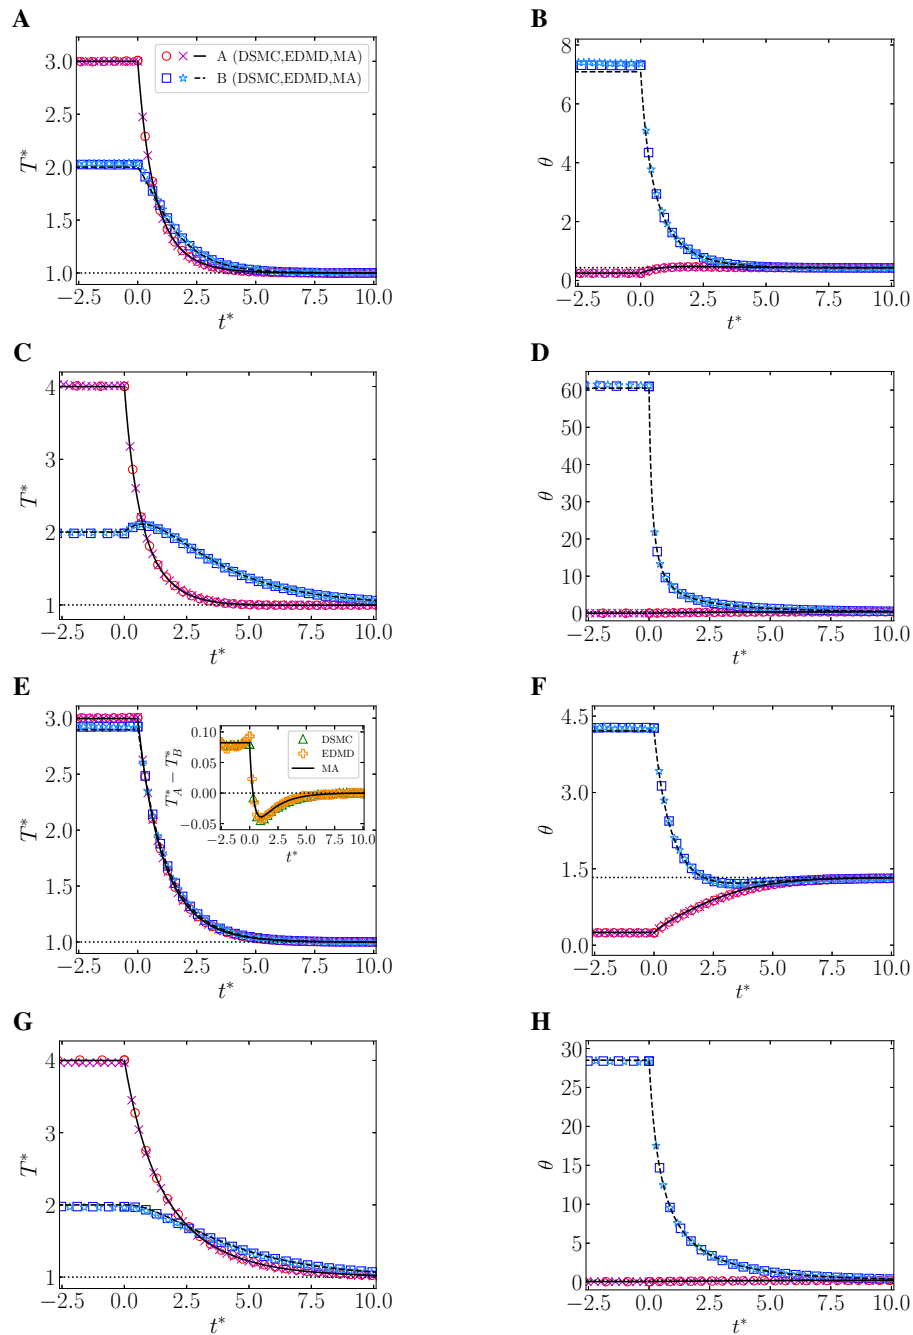 A
3.0
2.5
2.0
1.5
1.0
T*
A (DSMC,EDMD,MA)
B (DSMC,EDMD,MA)
−2.5 0.0 2.5 5.0 7.5 10.0
t*
B
8
6
4
2
0
θ
−2.5 0.0 2.5 5.0 7.5 10.0
t*
C
4
3
2
1
T*
−2.5 0.0 2.5 5.0 7.5 10.0
t*
D
60
50
40
30
20
10
0
θ
−2.5 0.0 2.5 5.0 7.5 10.0
t*
E
3.0
2.5
2.0
1.5
1.0
T*
0.10
0.05
0.00
−0.05
T*A − T*B
DSMC
EDMD
MA
−2.5 0.0 2.5 5.0 7.5 10.0
t*
−2.5 0.0 2.5 5.0 7.5 10.0
t*
F
4.5
3.0
1.5
0.0
θ
−2.5 0.0 2.5 5.0 7.5 10.0
t*
G
4
3
2
1
T*
−2.5 0.0 2.5 5.0 7.5 10.0
t*
H
30
25
20
15
10
5
0
θ
−2.5 0.0 2.5 5.0 7.5 10.0
t*